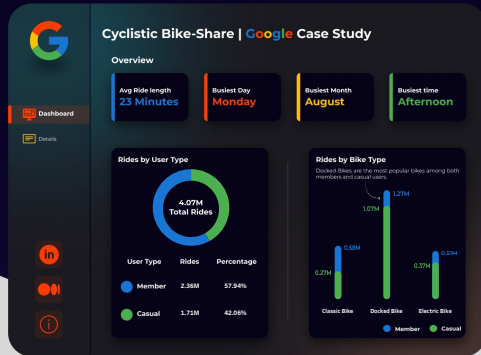 Cyclistic Bike-Share | Google Case Study
Overview
Avg Ride length
23 Minutes
Busiest Day
Monday
Busiest Month
August
Busiest time
Afternoon
Dashboard
Details
Rides by User Type
4.07M
Total Rides
User Type Rides Percentage
Member 2.36M 57.94%
Casual 1.71M 42.06%
Rides by Bike Type
Docked Bikes are the most popular bikes among both
members and casual users.
1.27M
1.07M
0.58M
0.51M
0.37M
0.27M
Classic Bike Docked Bike Electric Bike
Member Casual
in